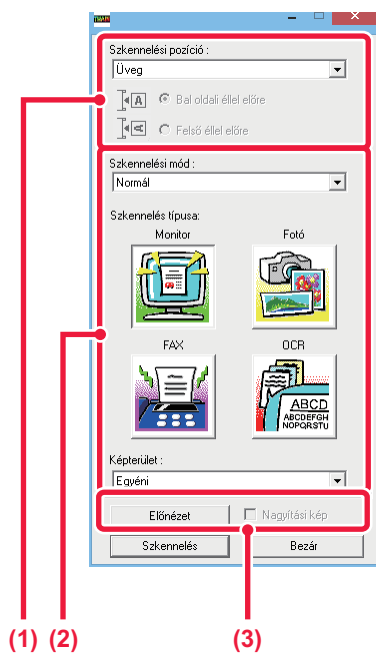 TWAIN
Szkennelési pozíció :
Üveg
A Bal oldali éllel előre
A Felső éllel előre
Szkennelési mód :
Normál
Szkennelés típusa:
Monitor Fotó
FAX OCR
ABCD
ABCDEFGH
NOPQRSTU
Képterület :
Egyéni
Előnézet Nagyítási kép
Szkennelés Bezár
(1) (2) (3)